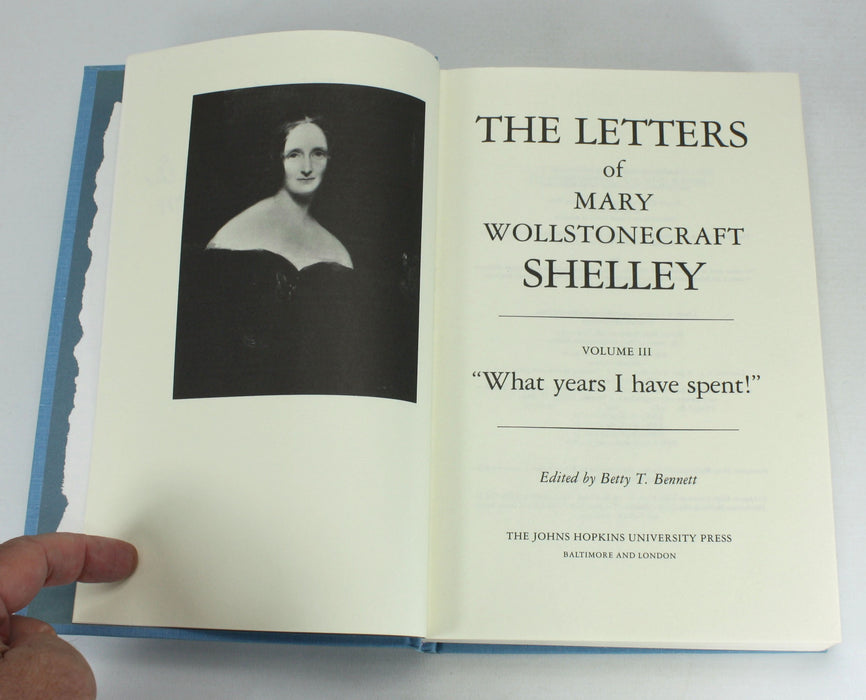 THE LETTERS
of
MARY
WOLLSTONECRAFT
SHELLEY
VOLUME III
“What years I have spent!”
Edited by Betty T. Bennett
THE JOHNS HOPKINS UNIVERSITY PRESS
BALTIMORE AND LONDON